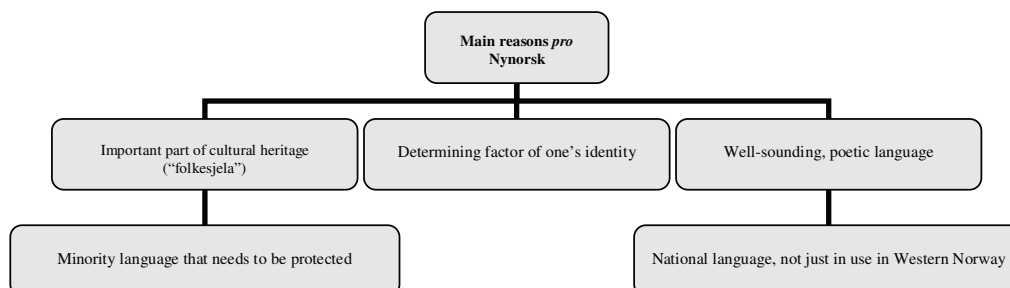 Main reasons pro
Nynorsk
Important part of cultural heritage
(“folkesjela”)
Determining factor of one’s identity
Well-sounding, poetic language
Minority language that needs to be protected
National language, not just in use in Western Norway